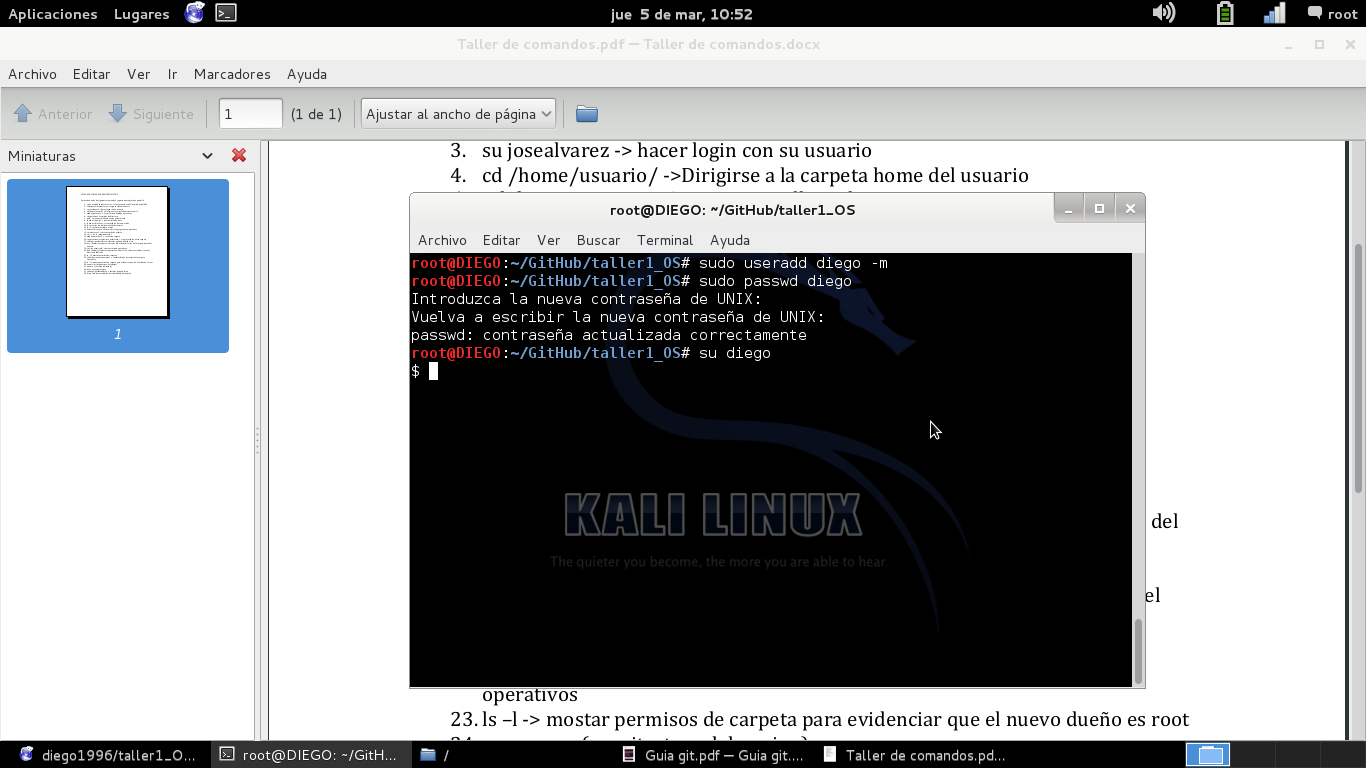 Aplicaciones Lugares jue 5 de mar, 10:52 root
Taller de comandos.pdf — Taller de comandos.docx
Archivo Editar Ver Ir Marcadores Ayuda
Anterior Siguiente 1 (1 de 1) Ajustar al ancho de página
Miniaturas
1
3. su josealvarez -> hacer login con su usuario
4. cd /home/usuario/ ->Dirigirse a la carpeta home del usuario
root@DIEGO: ~/GitHub/taller1_OS
Archivo Editar Ver Buscar Terminal Ayuda
root@DIEGO:~/GitHub/taller1_OS# sudo useradd diego -m
root@DIEGO:~/GitHub/taller1_OS# sudo passwd diego
Introduzca la nueva contraseña de UNIX:
Vuelva a escribir la nueva contraseña de UNIX:
passwd: contraseña actualizada correctamente
root@DIEGO:~/GitHub/taller1_OS# su diego
$
KALI LINUX
The quieter you become, the more you are able to hear.
del
el
operativos
23. ls –l -> mostar permisos de carpeta para evidenciar que el nuevo dueño es root
diego1996/taller1_O... root@DIEGO: ~/GitH... / Guia git.pdf — Guia git.... Taller de comandos.pd...